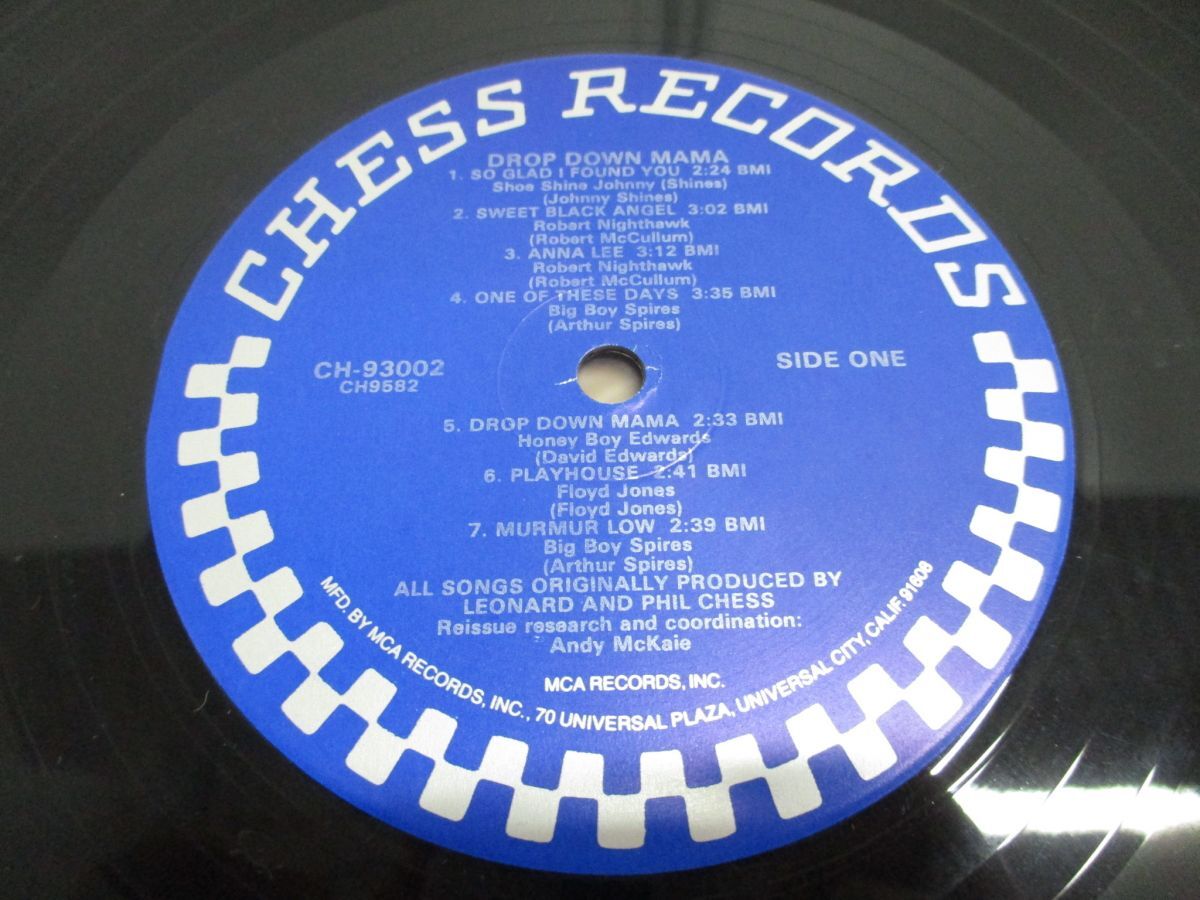 CHESS RECORDS
DROP DOWN MAMA
1. SO GLAD I FOUND YOU 2:24 BMI
Shoe Shine Johnny (Shines)
(Johnny Shines)
2. SWEET BLACK ANGEL 3:02 BMI
Robert Nighthawk
(Robert McCullum)
3. ANNA LEE 3:12 BMI
Robert Nighthawk
(Robert McCullum)
4. ONE OF THESE DAYS 3:35 BMI
Big Boy Spires
(Arthur Spires)
CH-93002
CH9582
SIDE ONE
5. DROP DOWN MAMA 2:33 BMI
Honey Boy Edwards
(David Edwards)
6. PLAYHOUSE 2:41 BMI
Floyd Jones
(Floyd Jones)
7. MURMUR LOW 2:39 BMI
Big Boy Spires
(Arthur Spires)
ALL SONGS ORIGINALLY PRODUCED BY
LEONARD AND PHIL CHESS
Reissue research and coordination:
Andy McKaie
MCA RECORDS, INC.
MFD. BY MCA RECORDS, INC., 70 UNIVERSAL PLAZA, UNIVERSAL CITY, CALIF. 91608